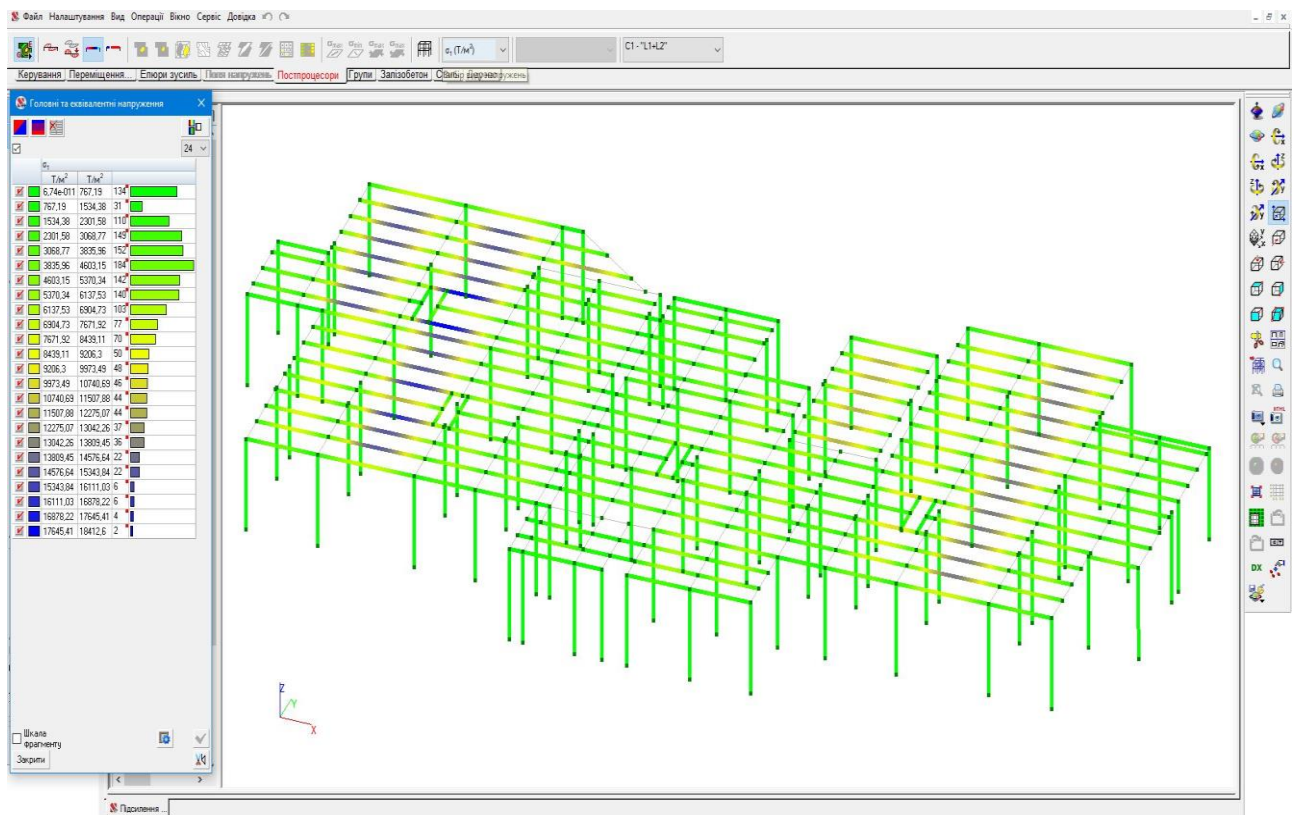 Файл Налаштування Вид Операції Вікно Сервіс Довідка
σ₁ (Т/м²)
C1 - "L1+L2"
Керування Переміщення... Епюри зусиль Поля напружень Постпроцесори Групи Залізобетон
Головні та еквівалентні напруження
24
σ₁
Т/м² Т/м²
6,74e-011 767,19 134
767,19 1534,38 31
1534,38 2301,58 110
2301,58 3068,77 149
3068,77 3835,96 152
3835,96 4603,15 184
4603,15 5370,34 142
5370,34 6137,53 140
6137,53 6904,73 103
6904,73 7671,92 77
7671,92 8439,11 70
8439,11 9206,3 50
9206,3 9973,49 48
9973,49 10740,69 46
10740,69 11507,88 44
11507,88 12275,07 44
12275,07 13042,26 37
13042,26 13809,45 36
13809,45 14576,64 22
14576,64 15343,84 22
15343,84 16111,03 6
16111,03 16878,22 6
16878,22 17645,41 4
17645,41 18412,6 2
Шкала
фрагменту
Закрити
Z
Y
X
DX
Підсилення ...